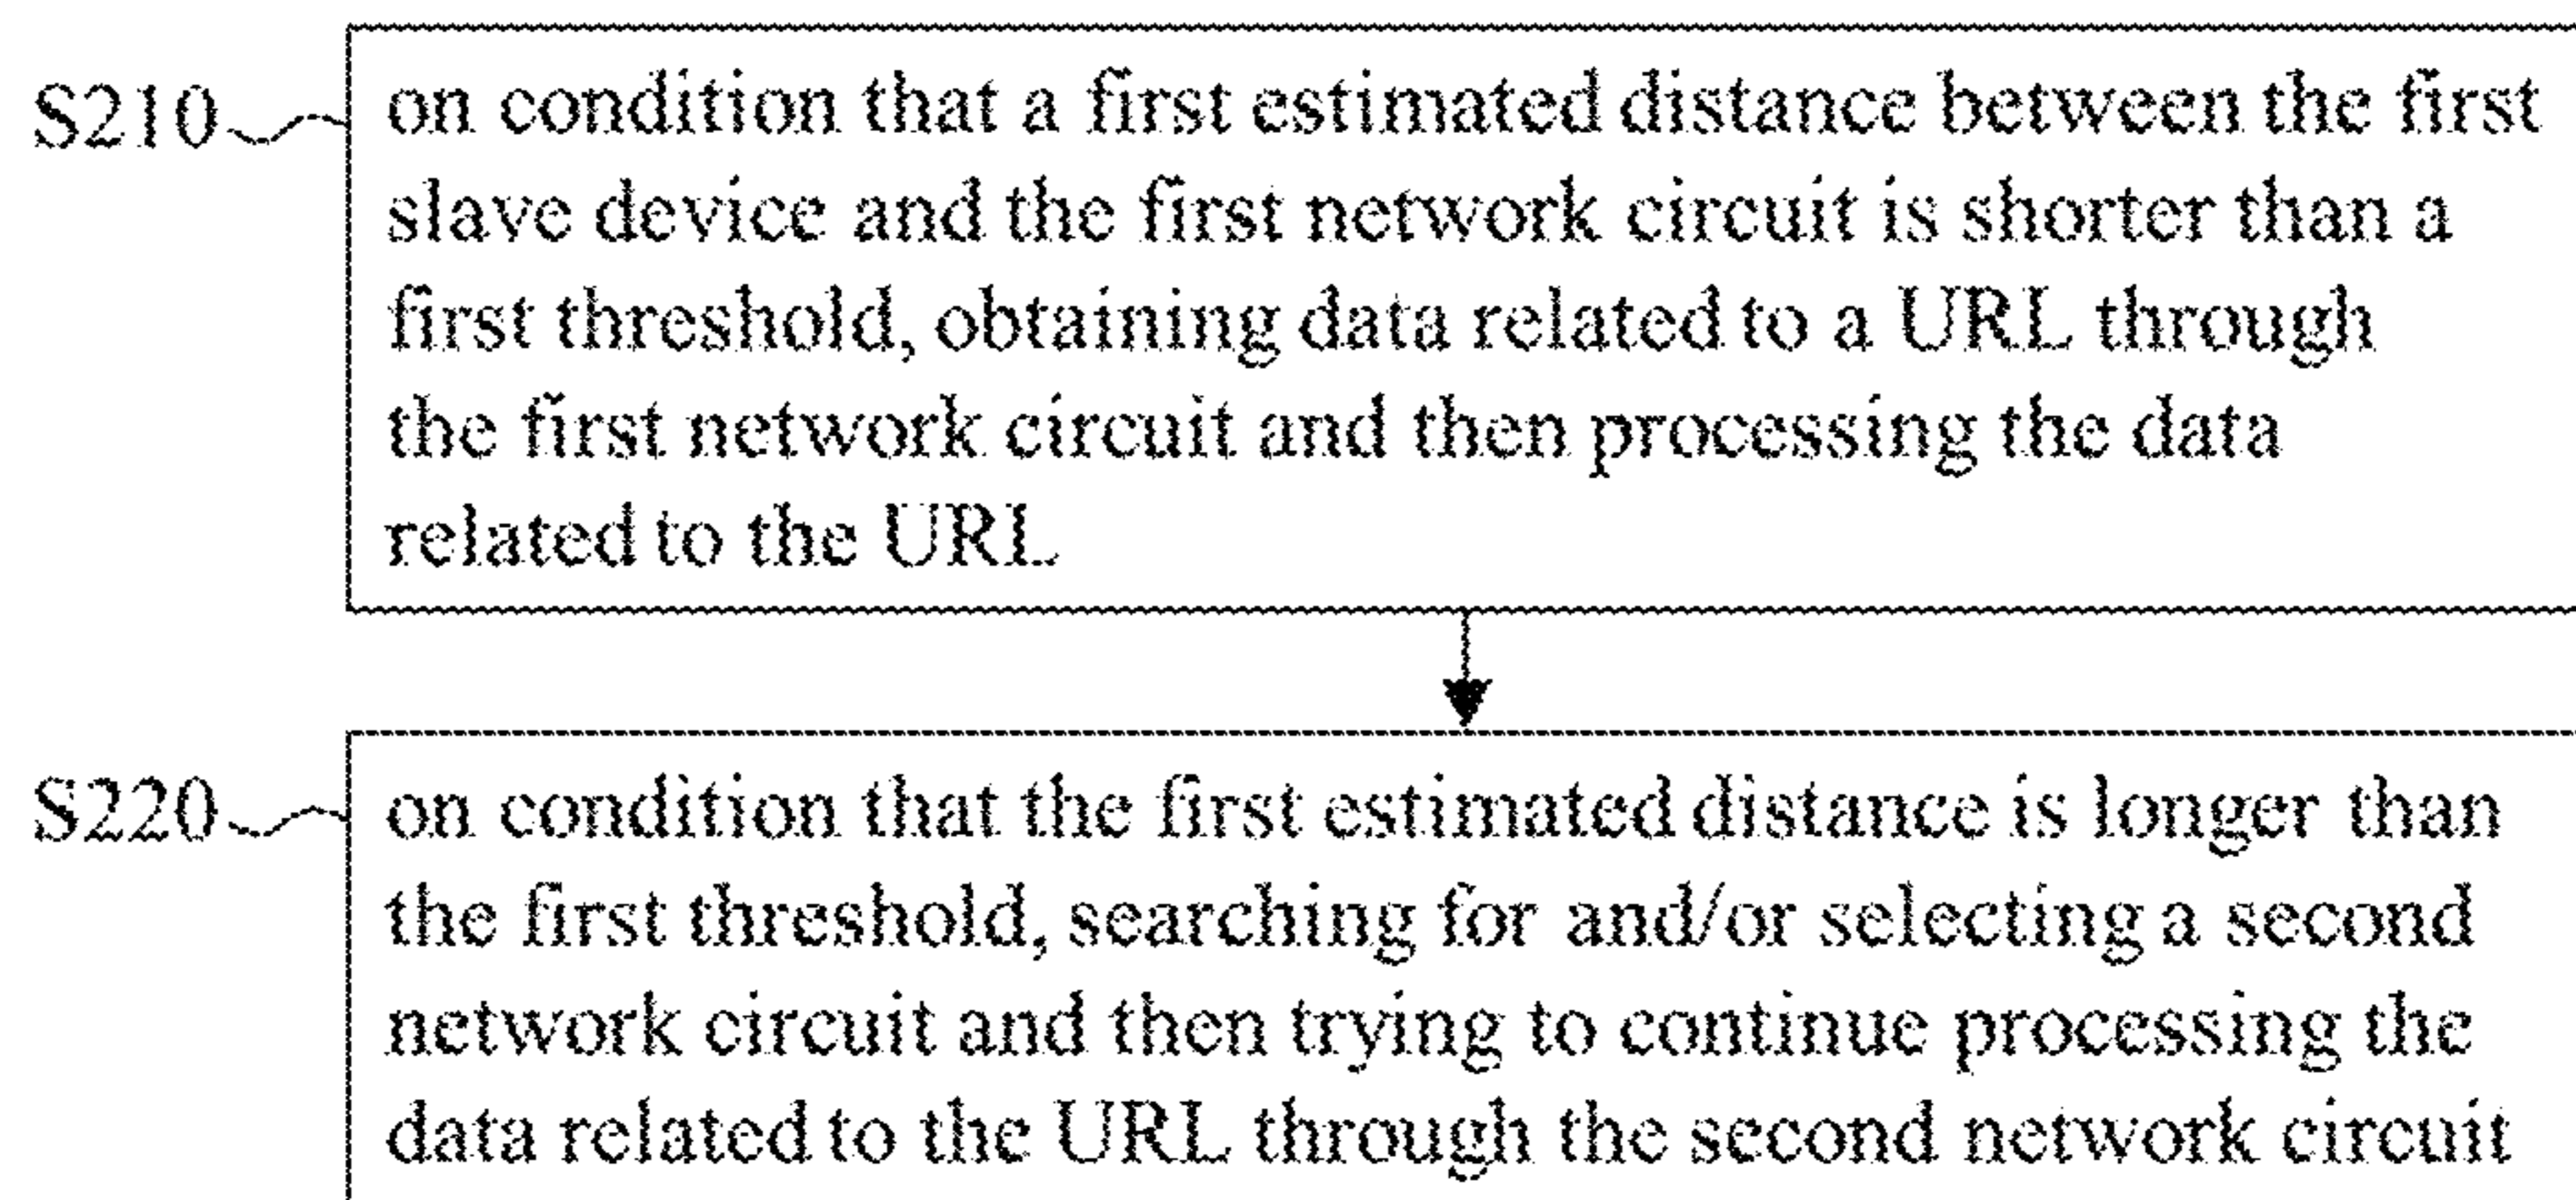 S210
on condition that a first estimated distance between the first
slave device and the first network circuit is shorter than a
first threshold, obtaining data related to a URL through
the first network circuit and then processing the data
related to the URL
S220
on condition that the first estimated distance is longer than
the first threshold, searching for and/or selecting a second
network circuit and then trying to continue processing the
data related to the URL through the second network circuit